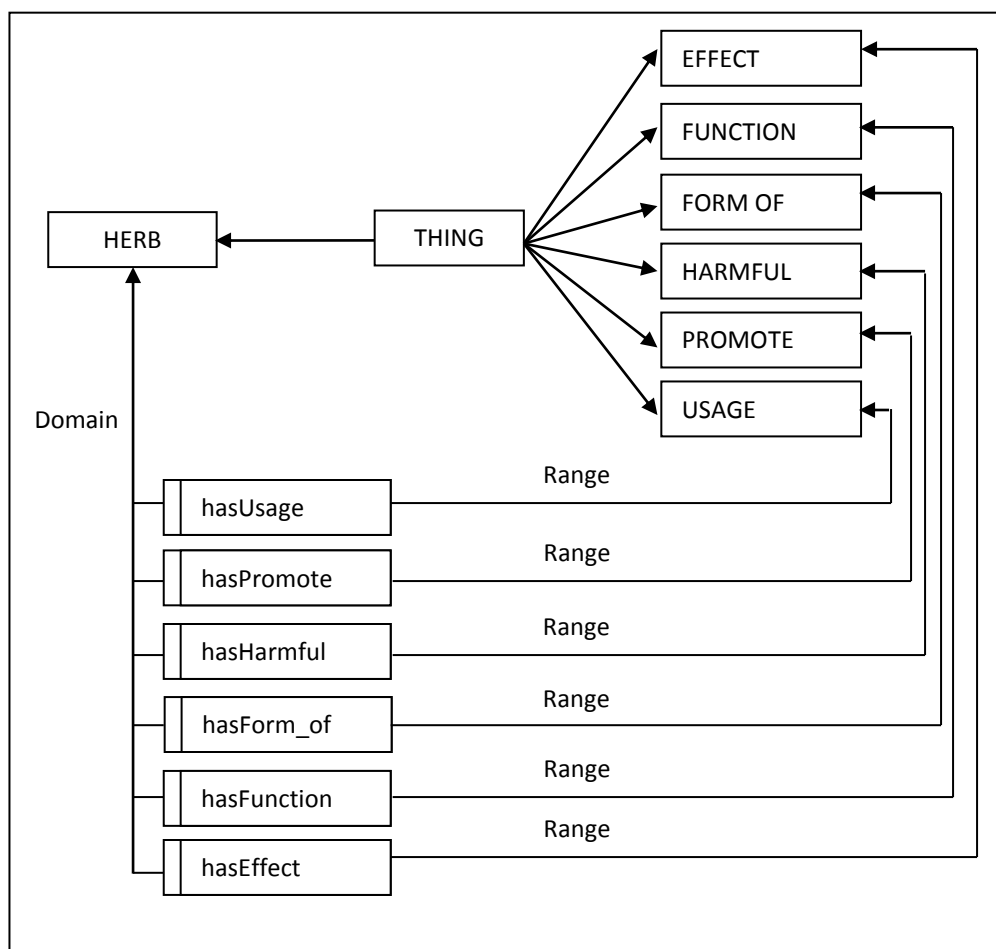 EFFECT
FUNCTION
FORM OF
HERB
THING
HARMFUL
PROMOTE
USAGE
Domain
Range
hasUsage
Range
hasPromote
Range
hasHarmful
Range
hasForm_of
Range
hasFunction
Range
hasEffect